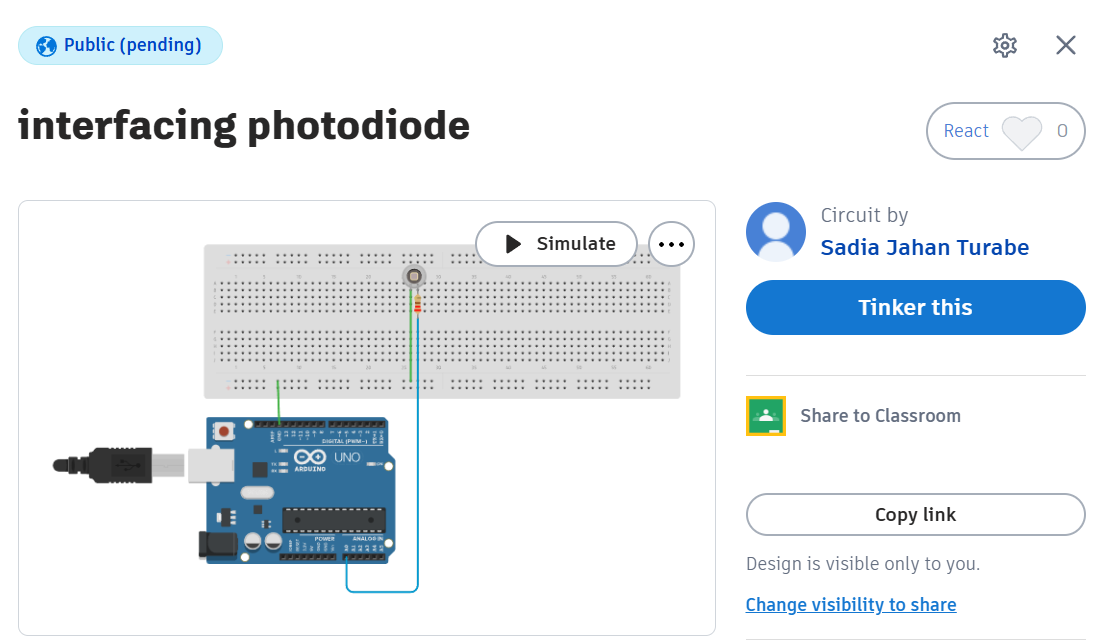 Public (pending)
interfacing photodiode
React 0
Simulate
Circuit by
Sadia Jahan Turabe
Tinker this
DIGITAL (PWM~)
UNO
ARDUINO
POWER
ANALOG IN
Share to Classroom
Copy link
Design is visible only to you.
Change visibility to share